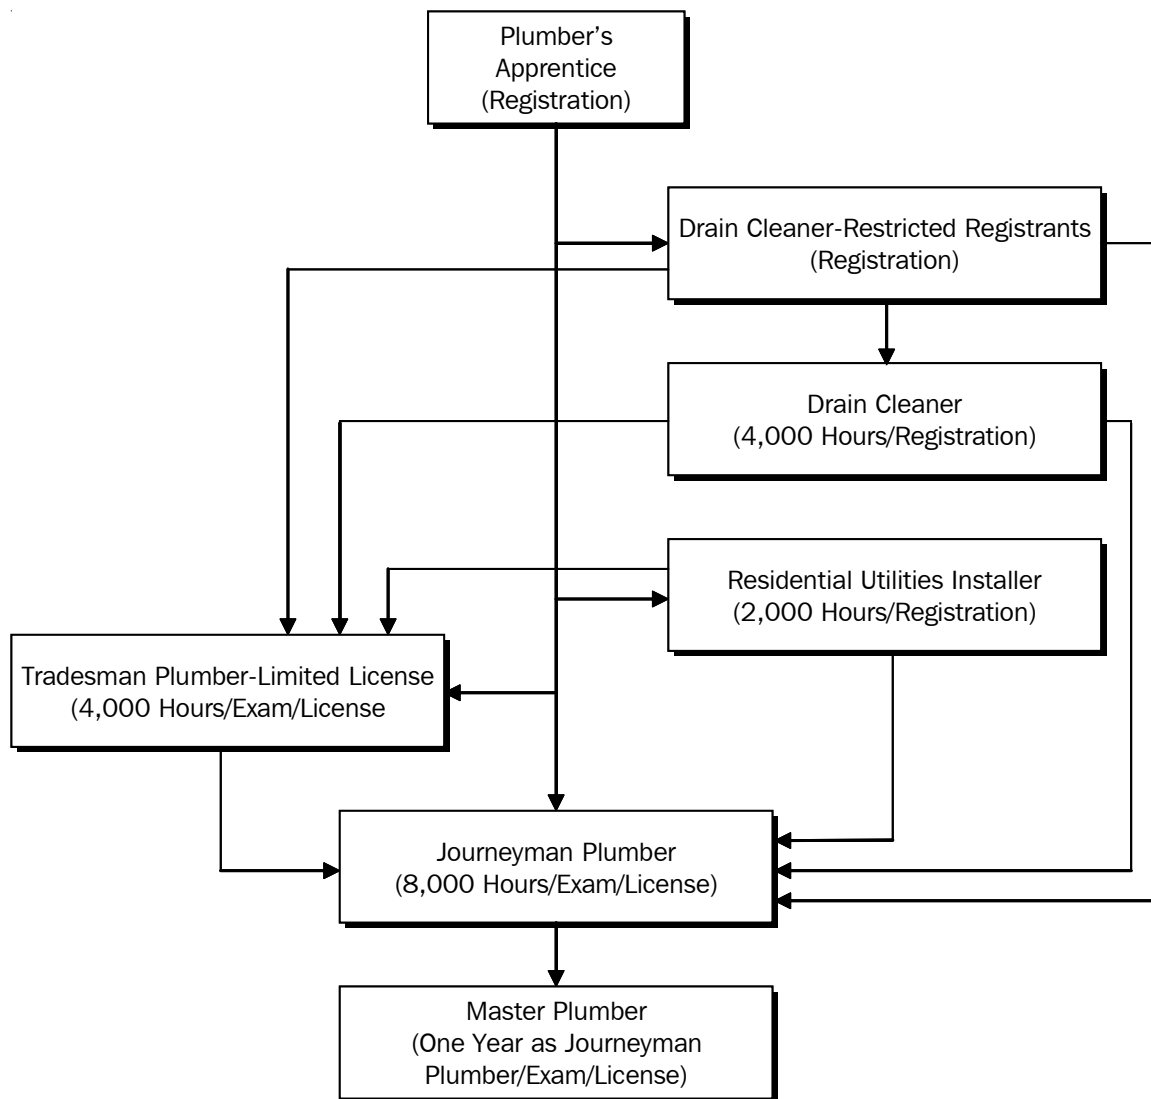 Plumber’s
Apprentice
(Registration)
Drain Cleaner-Restricted Registrants
(Registration)
Drain Cleaner
(4,000 Hours/Registration)
Residential Utilities Installer
(2,000 Hours/Registration)
Tradesman Plumber-Limited License
(4,000 Hours/Exam/License
Journeyman Plumber
(8,000 Hours/Exam/License)
Master Plumber
(One Year as Journeyman
Plumber/Exam/License)